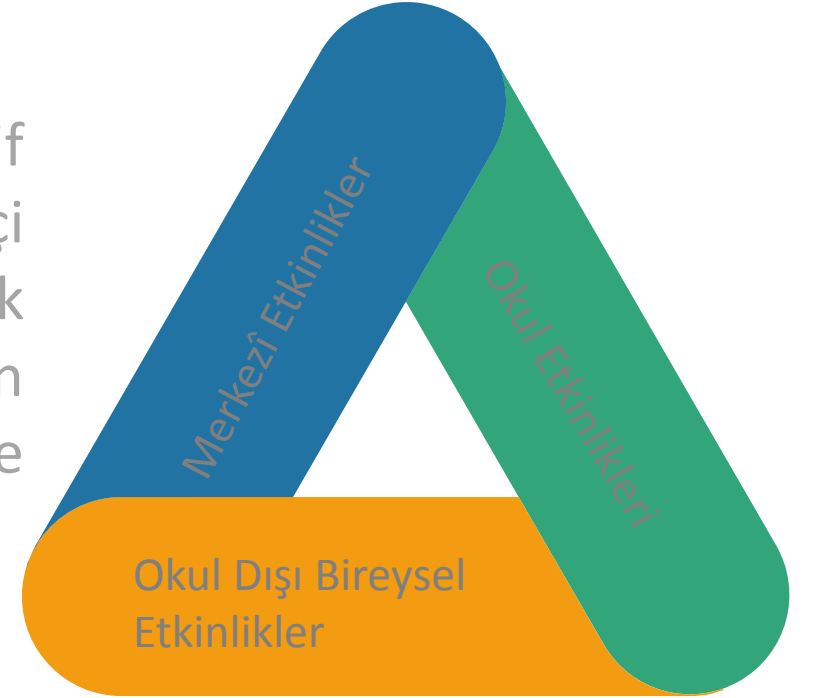 Merkezî Etkinlikler
Okul Etkinlikleri
Okul Dışı Bireysel
Etkinlikler